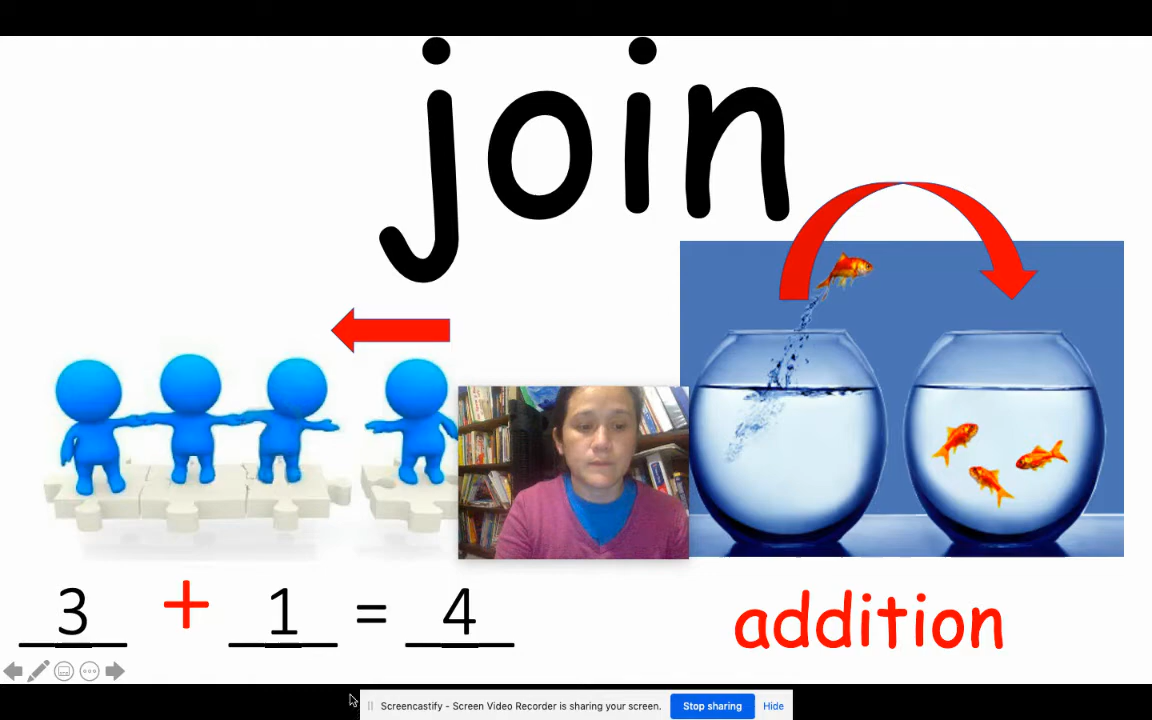 join
3 + 1 = 4
addition
Screencastify - Screen Video Recorder is sharing your screen.
Stop sharing
Hide